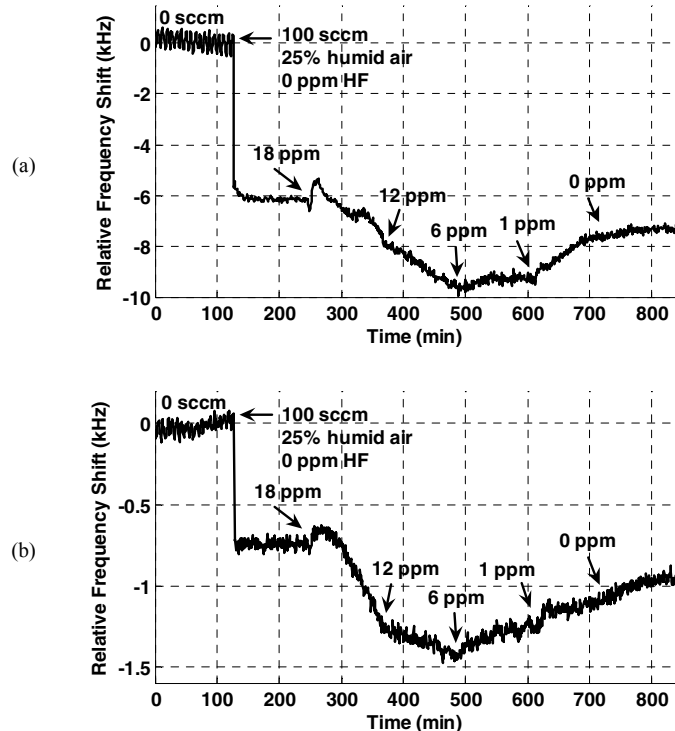 (a)
Relative Frequency Shift (kHz)
0
-2
-4
-6
-8
-10
0 sccm
100 sccm
25% humid air
0 ppm HF
18 ppm
12 ppm
6 ppm
1 ppm
0 ppm
0 100 200 300 400 500 600 700 800
Time (min)
(b)
Relative Frequency Shift (kHz)
0
-0.5
-1
-1.5
0 sccm
100 sccm
25% humid air
0 ppm HF
18 ppm
12 ppm
6 ppm
1 ppm
0 ppm
0 100 200 300 400 500 600 700 800
Time (min)